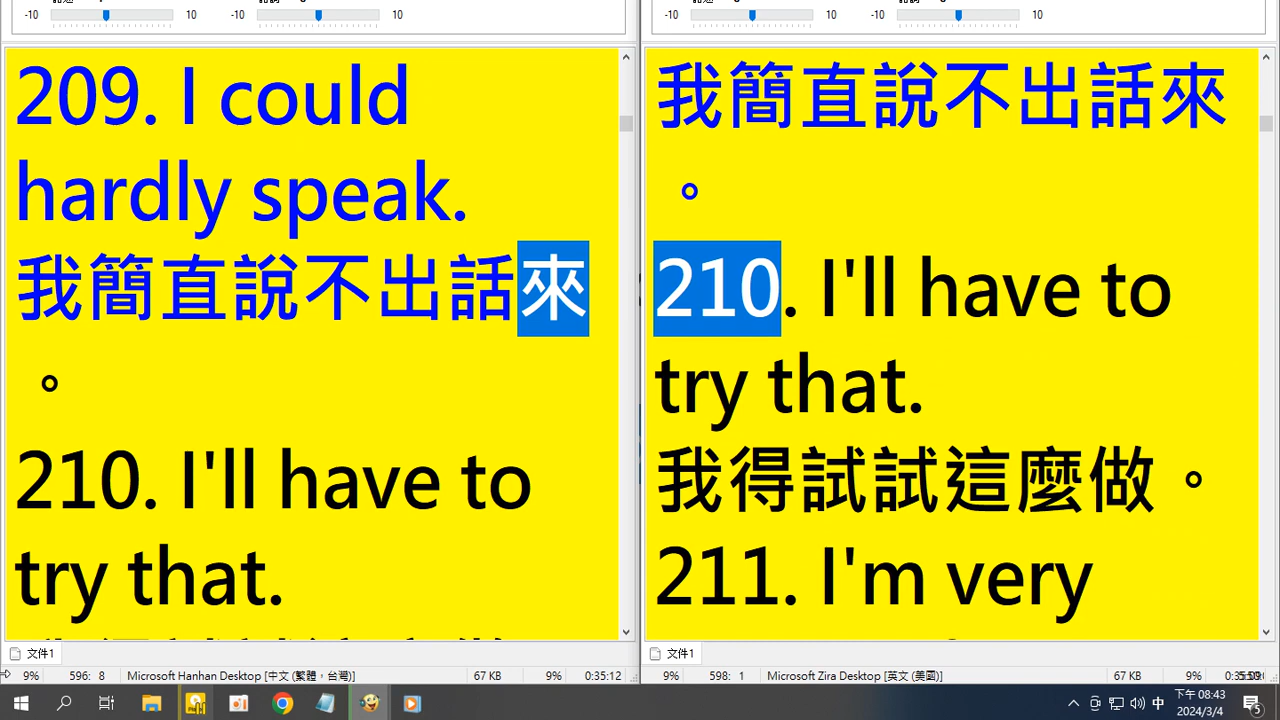 -10 10 -10 10
209. I could
hardly speak.
我簡直說不出話來
。
210. I'll have to
try that.
文件1
9% 596: 8 Microsoft Hanhan Desktop [中文 (繁體，台灣)] 67 KB 9% 0:35:12
-10 10 -10 10
我簡直說不出話來
。
210. I'll have to
try that.
我得試試這麼做。
211. I'm very
文件1
9% 598: 1 Microsoft Zira Desktop [英文 (美國)] 67 KB 9%
中 下午 08:43
2024/3/4
5